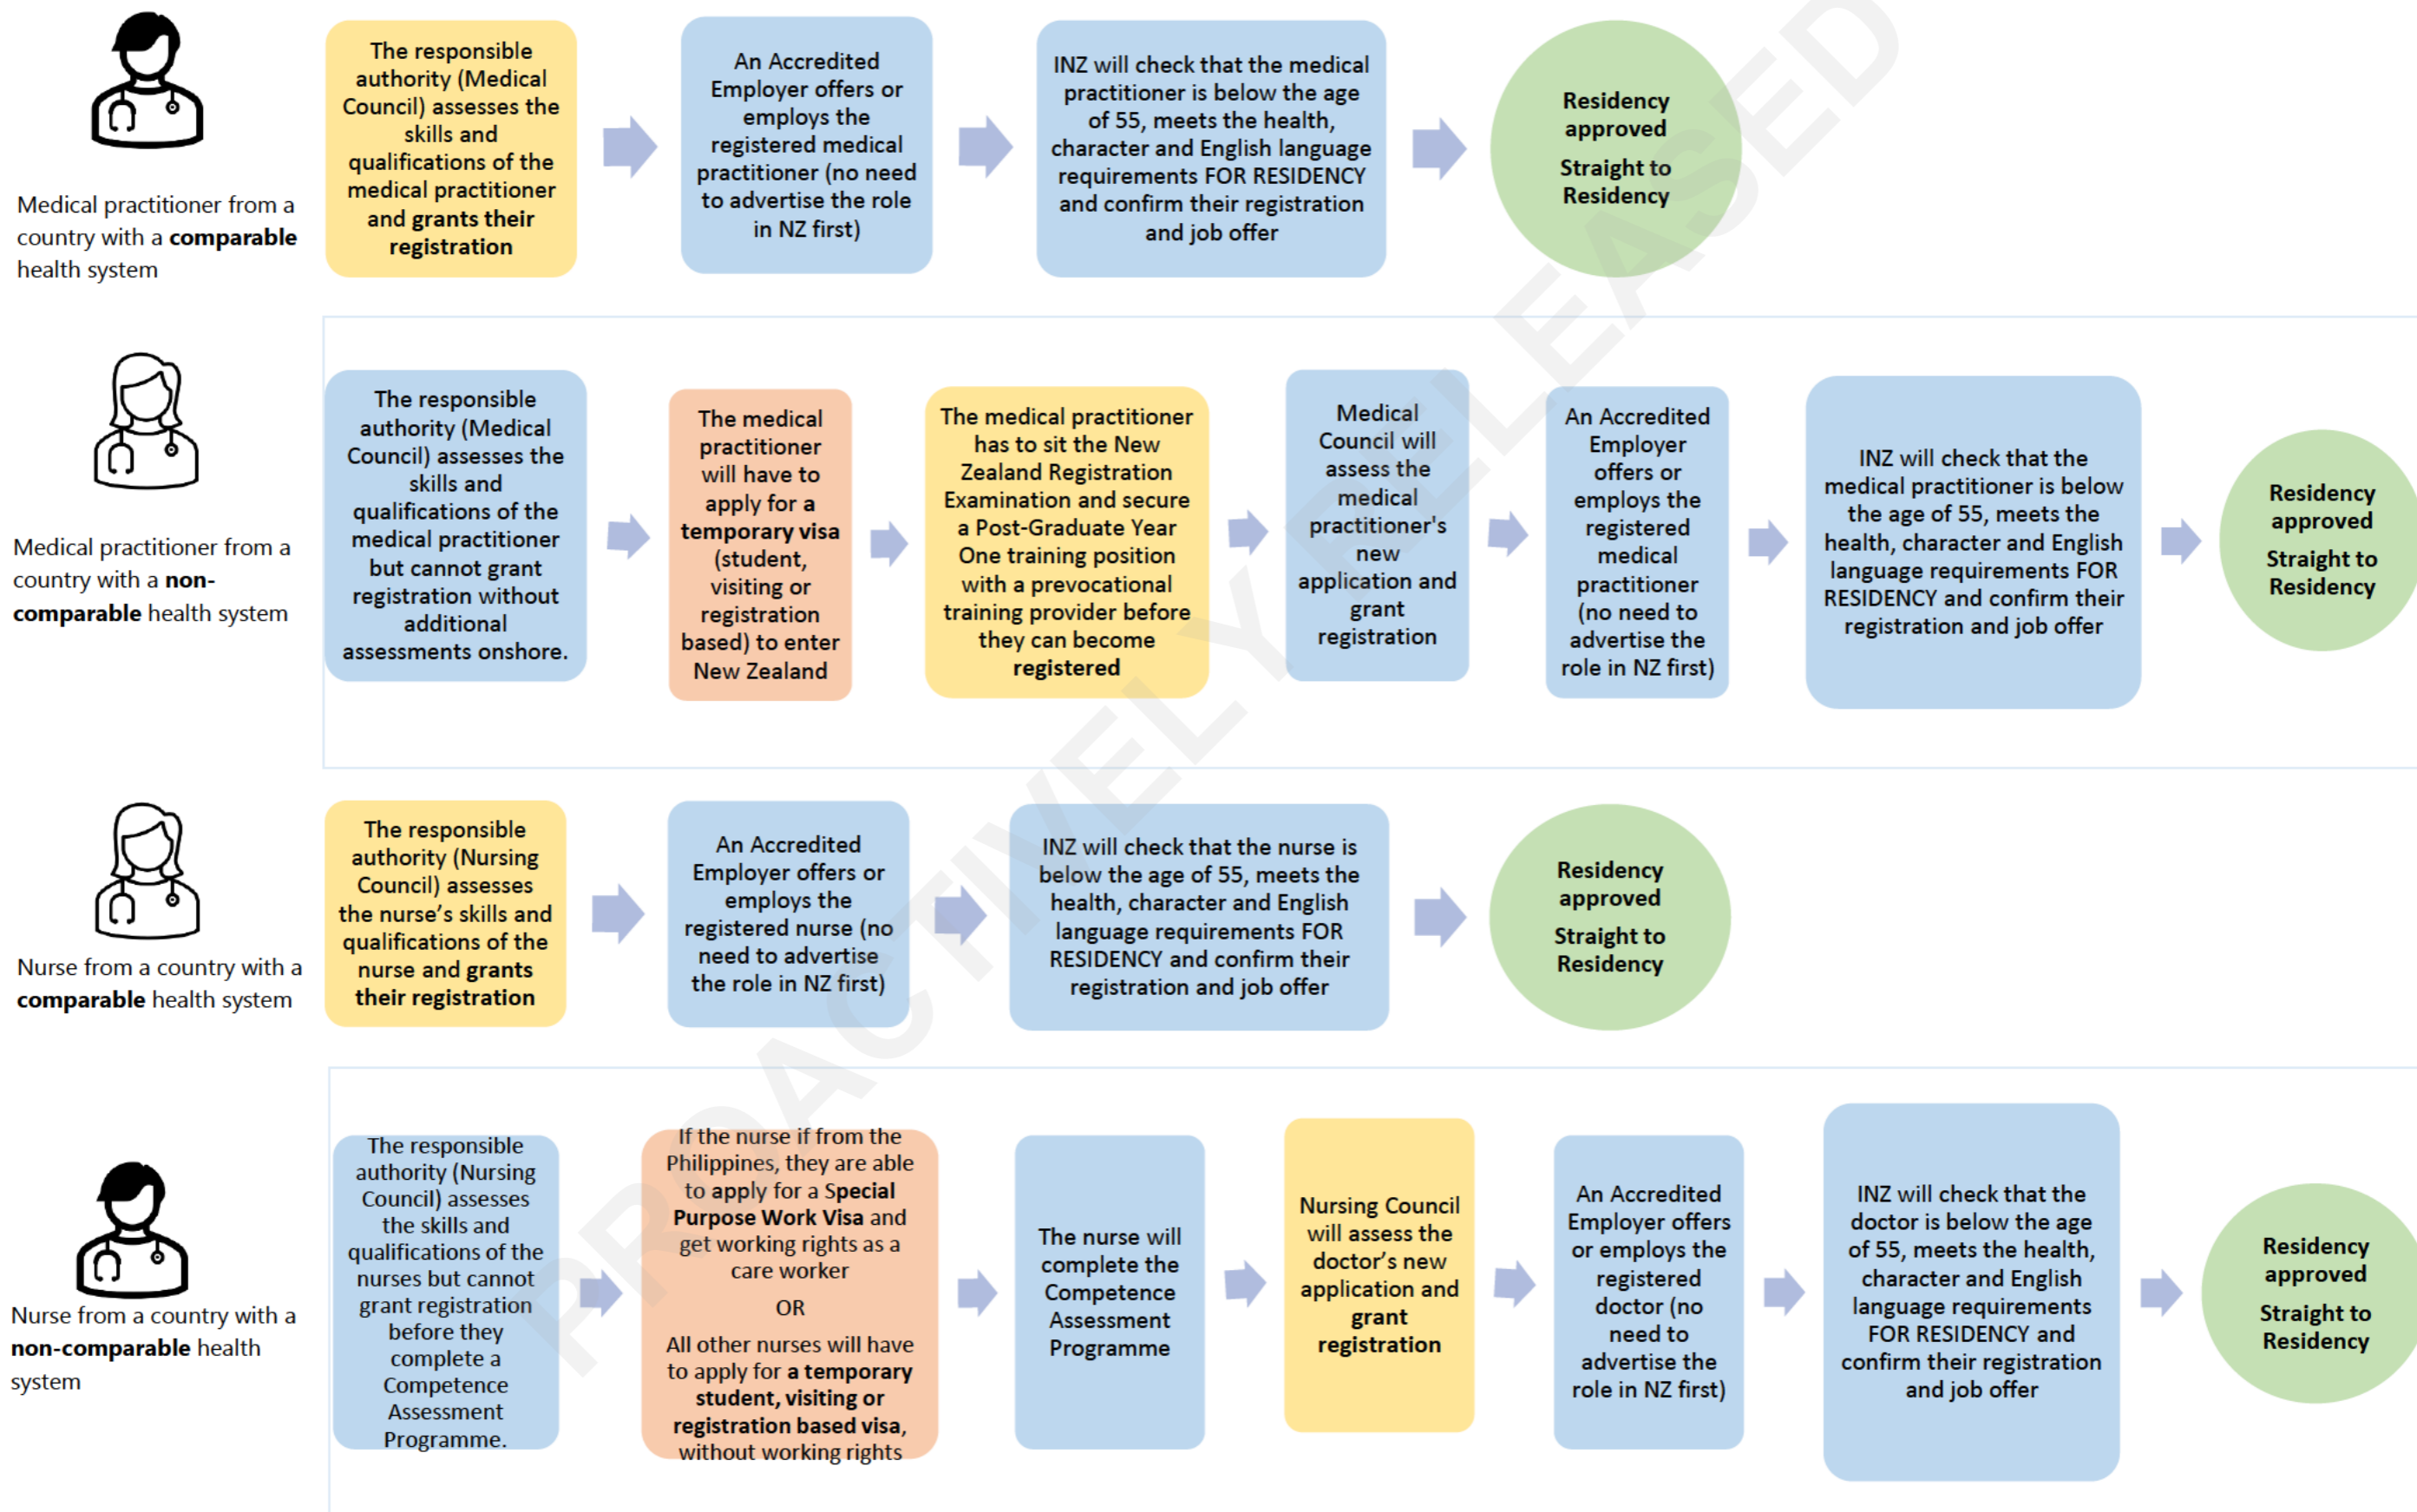 The responsible
authority (Medical
Council) assesses the
skills and
qualifications of the
medical practitioner
and grants their
registration
An Accredited
Employer offers or
employs the
registered medical
practitioner (no need
to advertise the role
in NZ first)
INZ will check that the medical
practitioner is below the age
of 55, meets the health,
character and English language
requirements FOR RESIDENCY
and confirm their registration
and job offer
Residency
approved
Straight to
Residency
Medical practitioner from a
country with a comparable
health system
The responsible
authority (Medical
Council) assesses the
skills and
qualifications of the
medical practitioner
but cannot grant
registration without
additional
assessments onshore.
The medical
practitioner
will have to
apply for a
temporary visa
(student,
visiting or
registration
based) to enter
New Zealand
The medical practitioner
has to sit the New
Zealand Registration
Examination and secure
a Post-Graduate Year
One training position
with a prevocational
training provider before
they can become
registered
Medical
Council will
assess the
medical
practitioner's
new
application and
grant
registration
An Accredited
Employer
offers or
employs the
registered
medical
practitioner
(no need to
advertise the
role in NZ first)
INZ will check that the
medical practitioner is below
the age of 55, meets the
health, character and English
language requirements FOR
RESIDENCY and confirm their
registration and job offer
Residency
approved
Straight to
Residency
Medical practitioner from a
country with a non-
comparable health system
The responsible
authority (Nursing
Council) assesses
the nurse’s skills and
qualifications of the
nurse and grants
their registration
An Accredited
Employer offers or
employs the
registered nurse (no
need to advertise
the role in NZ first)
INZ will check that the nurse is
below the age of 55, meets the
health, character and English
language requirements FOR
RESIDENCY and confirm their
registration and job offer
Residency
approved
Straight to
Residency
Nurse from a country with a
comparable health system
The responsible
authority (Nursing
Council) assesses
the skills and
qualifications of the
nurses but cannot
grant registration
before they
complete a
Competence
Assessment
Programme.
If the nurse if from the
Philippines, they are able
to apply for a Special
Purpose Work Visa and
get working rights as a
care worker
OR
All other nurses will have
to apply for a temporary
student, visiting or
registration based visa,
without working rights
The nurse will
complete the
Competence
Assessment
Programme
Nursing Council
will assess the
doctor’s new
application and
grant
registration
An Accredited
Employer offers
or employs the
registered
doctor (no
need to
advertise the
role in NZ first)
INZ will check that the
doctor is below the age
of 55, meets the health,
character and English
language requirements
FOR RESIDENCY and
confirm their registration
and job offer
Residency
approved
Straight to
Residency
Nurse from a country with a
non-comparable health
system
PROACTIVELY RELEASED